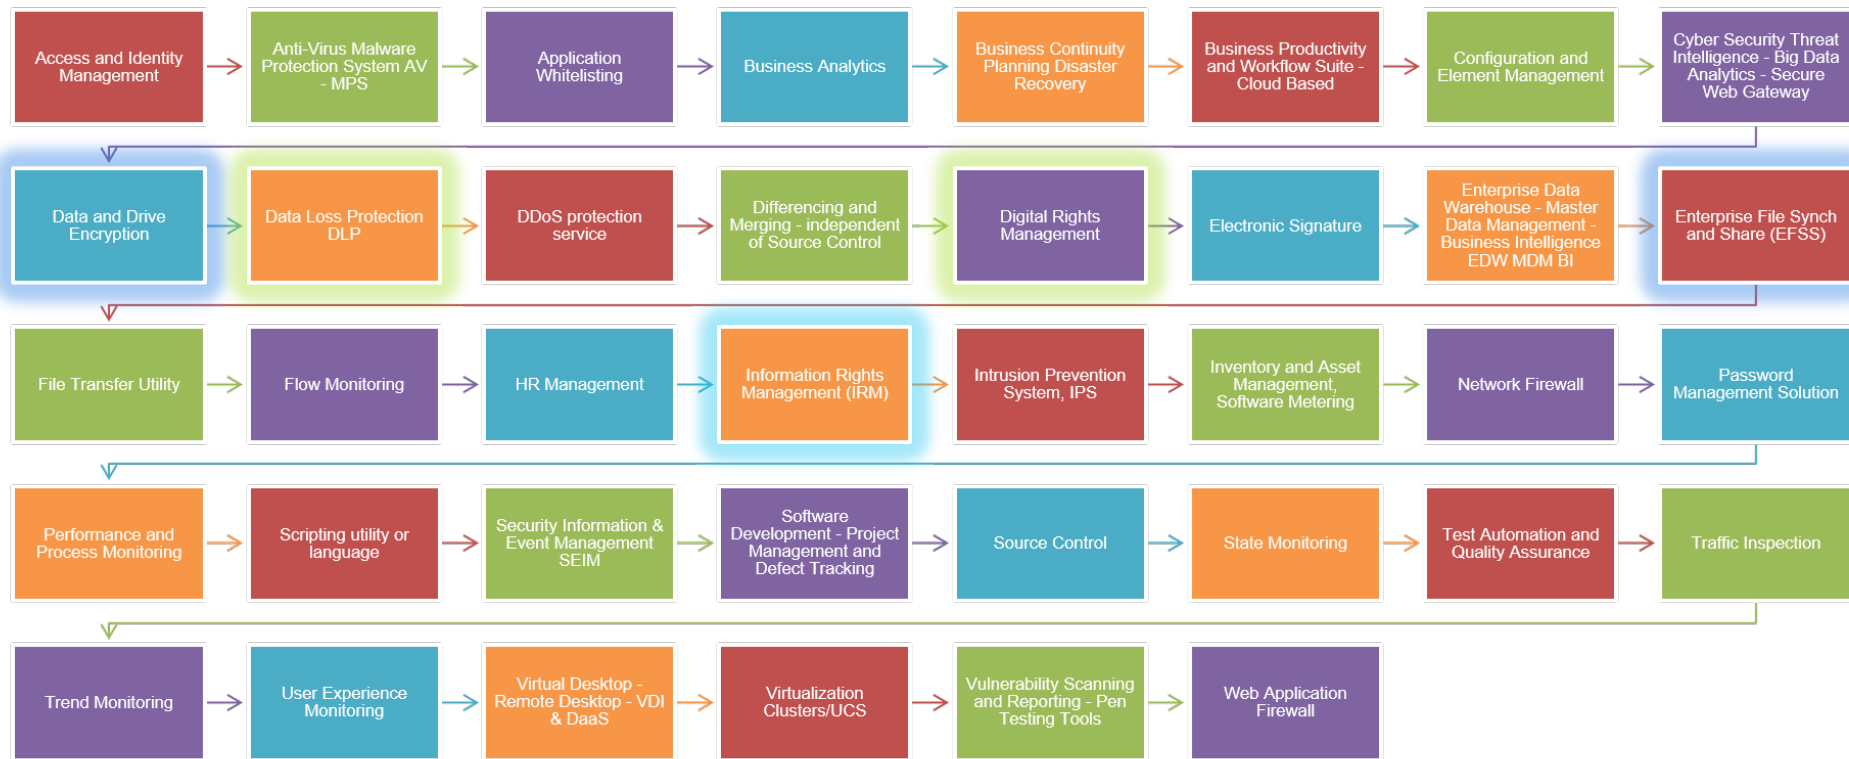 Access and Identity
Management
Anti-Virus Malware
Protection System AV
- MPS
Application
Whitelisting
Business Analytics
Business Continuity
Planning Disaster
Recovery
Business Productivity
and Workflow Suite -
Cloud Based
Configuration and
Element Management
Cyber Security Threat
Intelligence - Big Data
Analytics - Secure
Web Gateway
Data and Drive
Encryption
Data Loss Protection
DLP
DDoS protection
service
Differencing and
Merging - independent
of Source Control
Digital Rights
Management
Electronic Signature
Enterprise Data
Warehouse - Master
Data Management -
Business Intelligence
EDW MDM BI
Enterprise File Synch
and Share (EFSS)
File Transfer Utility
Flow Monitoring
HR Management
Information Rights
Management (IRM)
Intrusion Prevention
System, IPS
Inventory and Asset
Management,
Software Metering
Network Firewall
Password
Management Solution
Performance and
Process Monitoring
Scripting utility or
language
Security Information &
Event Management
SEIM
Software
Development - Project
Management and
Defect Tracking
Source Control
State Monitoring
Test Automation and
Quality Assurance
Traffic Inspection
Trend Monitoring
User Experience
Monitoring
Virtual Desktop -
Remote Desktop - VDI
& DaaS
Virtualization
Clusters/UCS
Vulnerability Scanning
and Reporting - Pen
Testing Tools
Web Application
Firewall